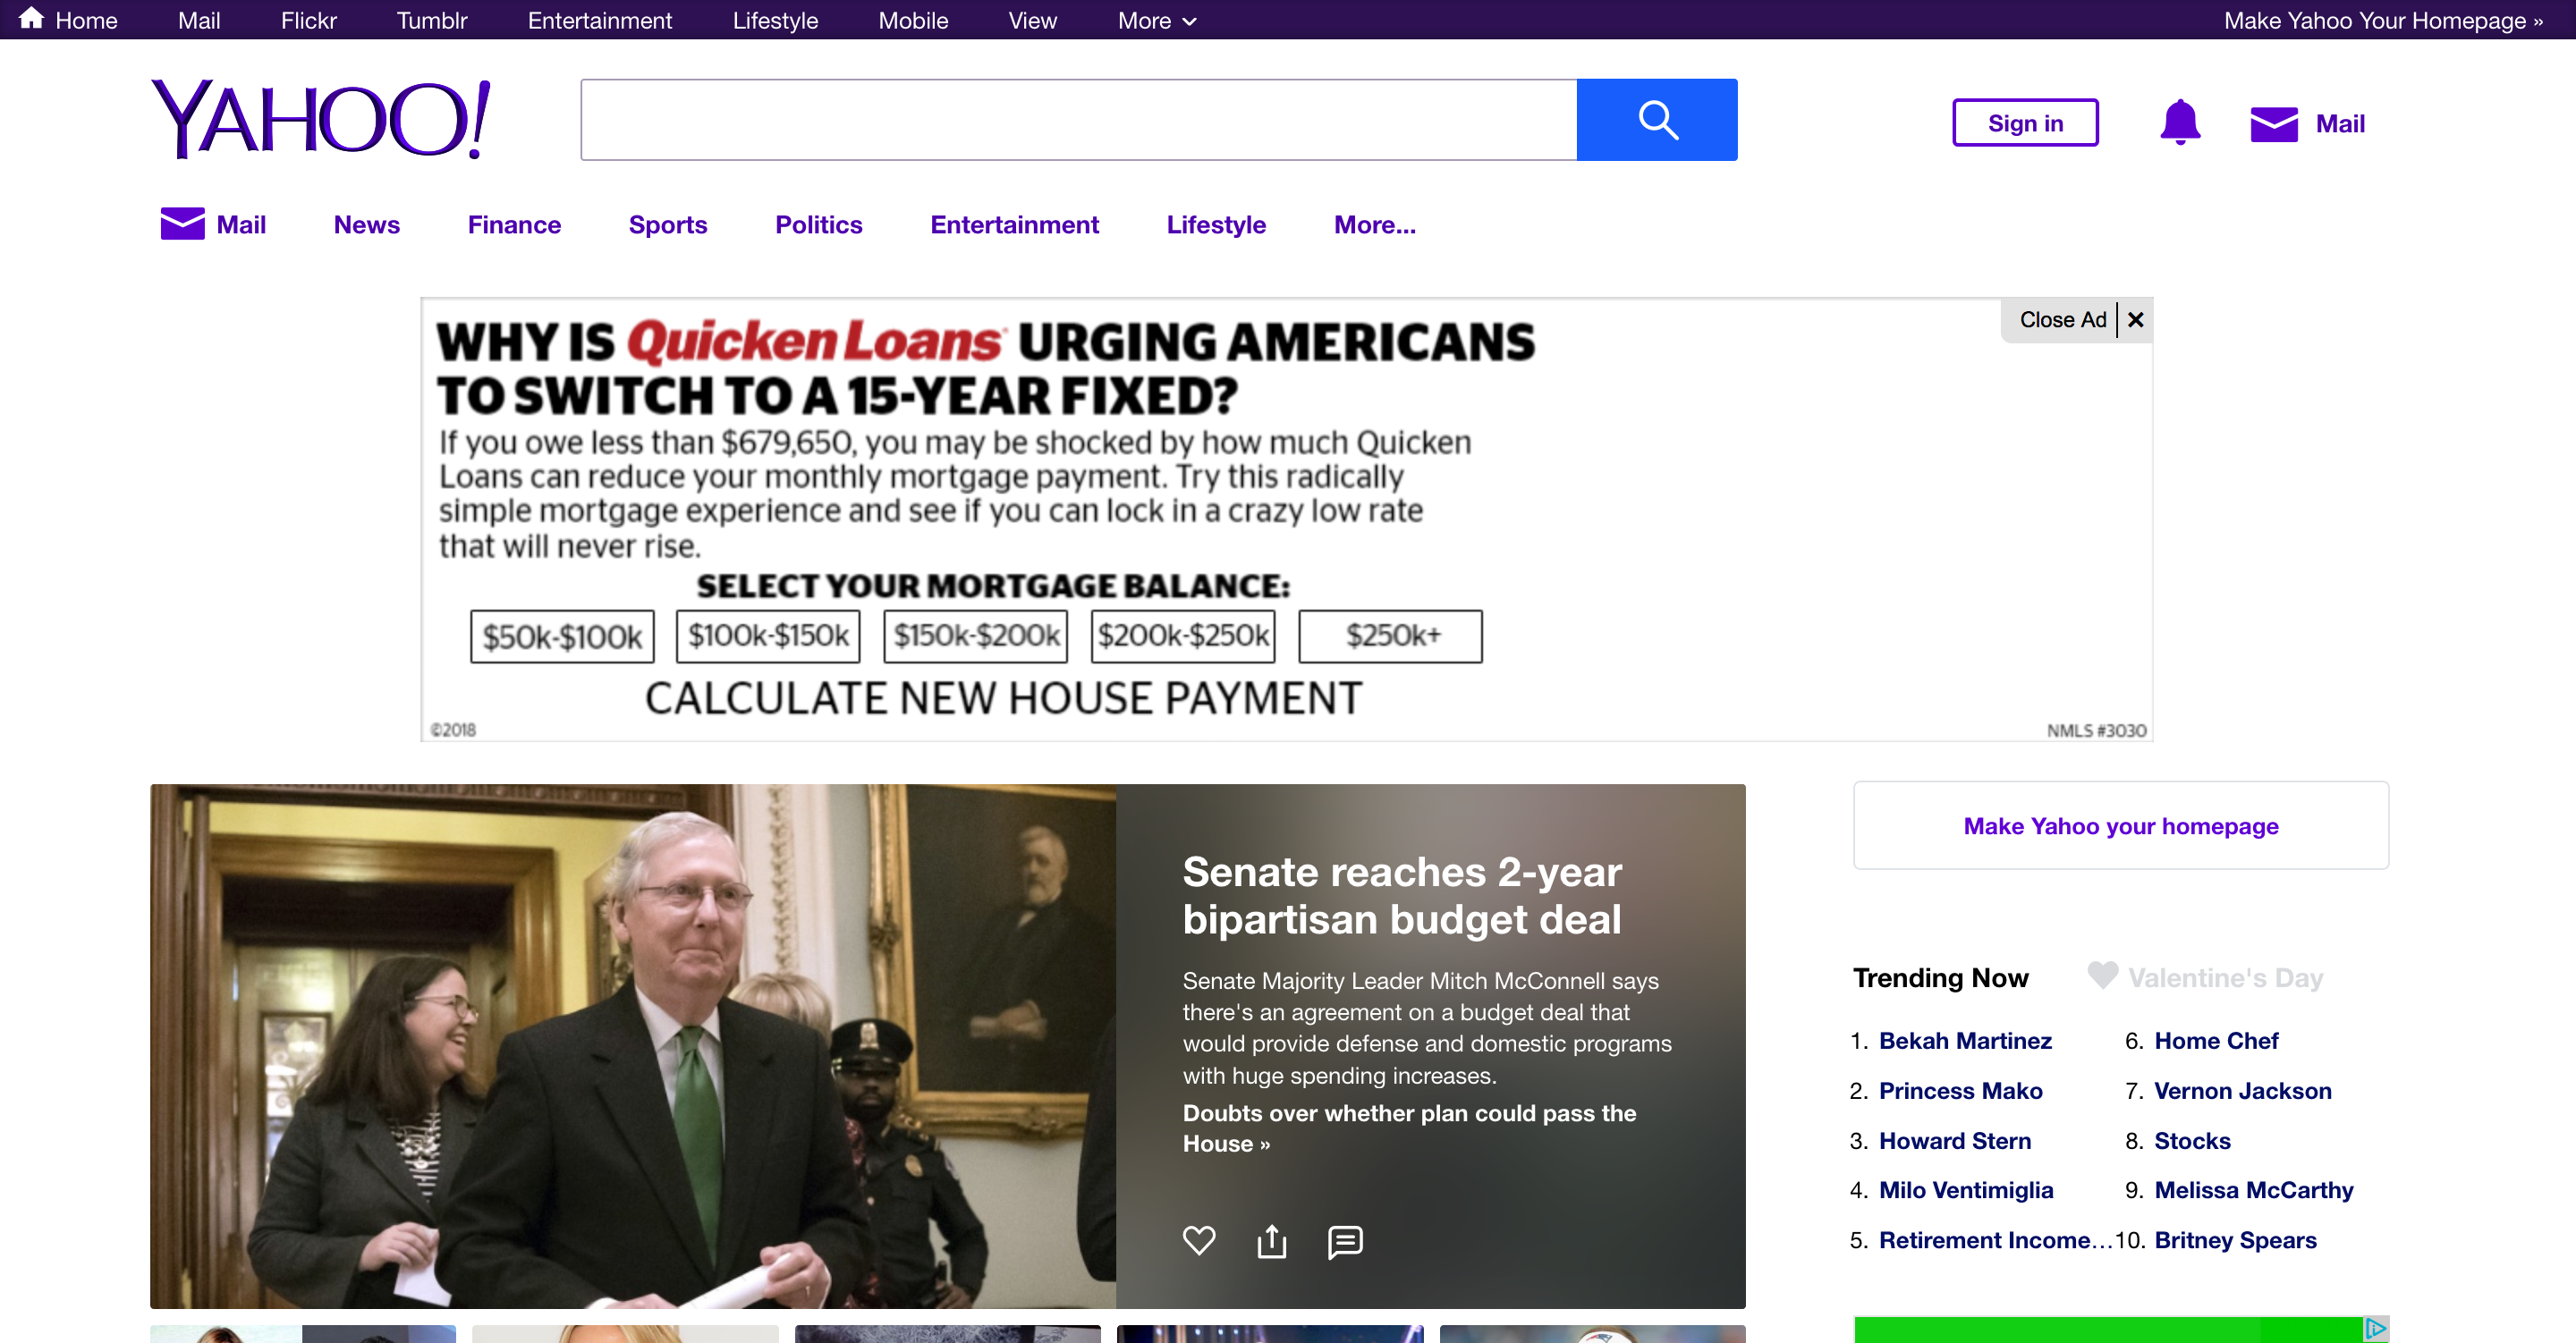 Home Mail Flickr Tumblr Entertainment Lifestyle Mobile View More Make Yahoo Your Homepage »
YAHOO!
Sign in Mail
Mail News Finance Sports Politics Entertainment Lifestyle More...
Close Ad ✕
WHY IS Quicken Loans URGING AMERICANS
TO SWITCH TO A 15-YEAR FIXED?
If you owe less than $679,650, you may be shocked by how much Quicken
Loans can reduce your monthly mortgage payment. Try this radically
simple mortgage experience and see if you can lock in a crazy low rate
that will never rise.
SELECT YOUR MORTGAGE BALANCE:
$50k-$100k $100k-$150k $150k-$200k $200k-$250k $250k+
CALCULATE NEW HOUSE PAYMENT
©2018 NMLS #3030
Senate reaches 2-year
bipartisan budget deal
Senate Majority Leader Mitch McConnell says
there's an agreement on a budget deal that
would provide defense and domestic programs
with huge spending increases.
Doubts over whether plan could pass the
House »
Make Yahoo your homepage
Trending Now Valentine's Day
1. Bekah Martinez
2. Princess Mako
3. Howard Stern
4. Milo Ventimiglia
5. Retirement Income...
6. Home Chef
7. Vernon Jackson
8. Stocks
9. Melissa McCarthy
10. Britney Spears